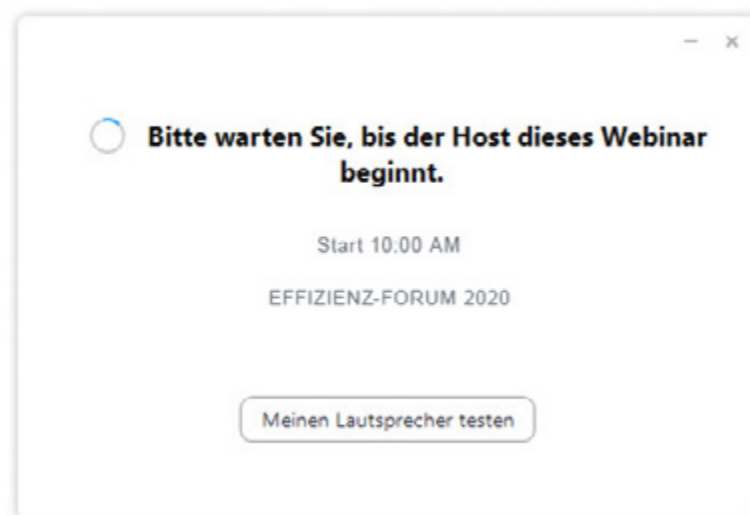 Bitte warten Sie, bis der Host dieses Webinar
beginnt.
Start 10:00 AM
EFFIZIENZ-FORUM 2020
Meinen Lautsprecher testen